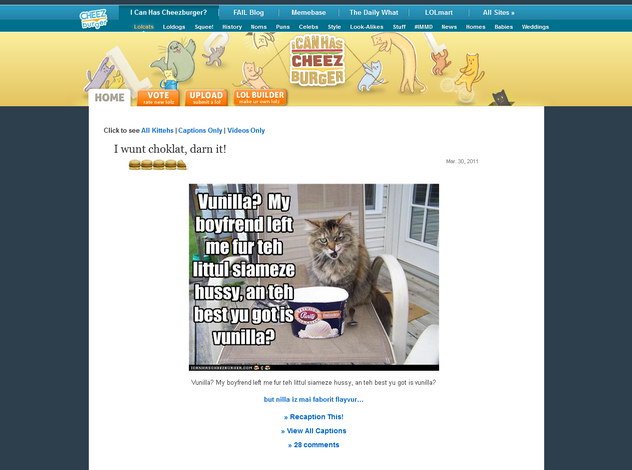 CHEEZ burger
I Can Has Cheezburger? FAIL Blog Memebase The Daily What LOLmart All Sites »
Lolcats Loldogs Squee! History Noms Puns Celebs Style Look-Alikes Stuff #IMMD News Homes Babies Weddings
I CAN HAS
CHEEZ
BURGER
HOME VOTE UPLOAD LOL BUILDER
rate new lolz submit a lol make ur own lolz
Click to see All Kittehs | Captions Only | Videos Only
I wunt choklat, darn it!
Mar. 30, 2011
Vunilla? My
boyfrend left
me fur teh
littul siameze
hussy, an teh
best yu got is
vunilla?
Purity
ICANHASCHEEZBURGER.COM
Vunilla? My boyfrend left me fur teh littul siameze hussy, an teh best yu got is vunilla?
but nilla iz mai faborit flayvur…
» Recaption This!
» View All Captions
» 28 comments